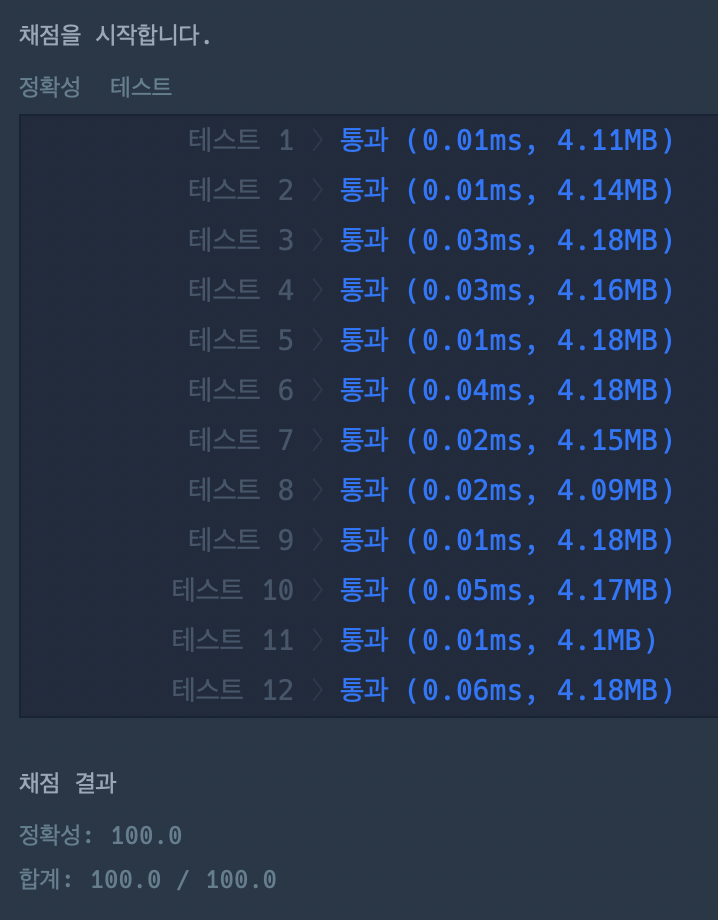 채점을 시작합니다.
정확성 테스트
테스트 1 〉 통과 (0.01ms, 4.11MB)
테스트 2 〉 통과 (0.01ms, 4.14MB)
테스트 3 〉 통과 (0.03ms, 4.18MB)
테스트 4 〉 통과 (0.03ms, 4.16MB)
테스트 5 〉 통과 (0.01ms, 4.18MB)
테스트 6 〉 통과 (0.04ms, 4.18MB)
테스트 7 〉 통과 (0.02ms, 4.15MB)
테스트 8 〉 통과 (0.02ms, 4.09MB)
테스트 9 〉 통과 (0.01ms, 4.18MB)
테스트 10 〉 통과 (0.05ms, 4.17MB)
테스트 11 〉 통과 (0.01ms, 4.1MB)
테스트 12 〉 통과 (0.06ms, 4.18MB)
채점 결과
정확성: 100.0
합계: 100.0 / 100.0